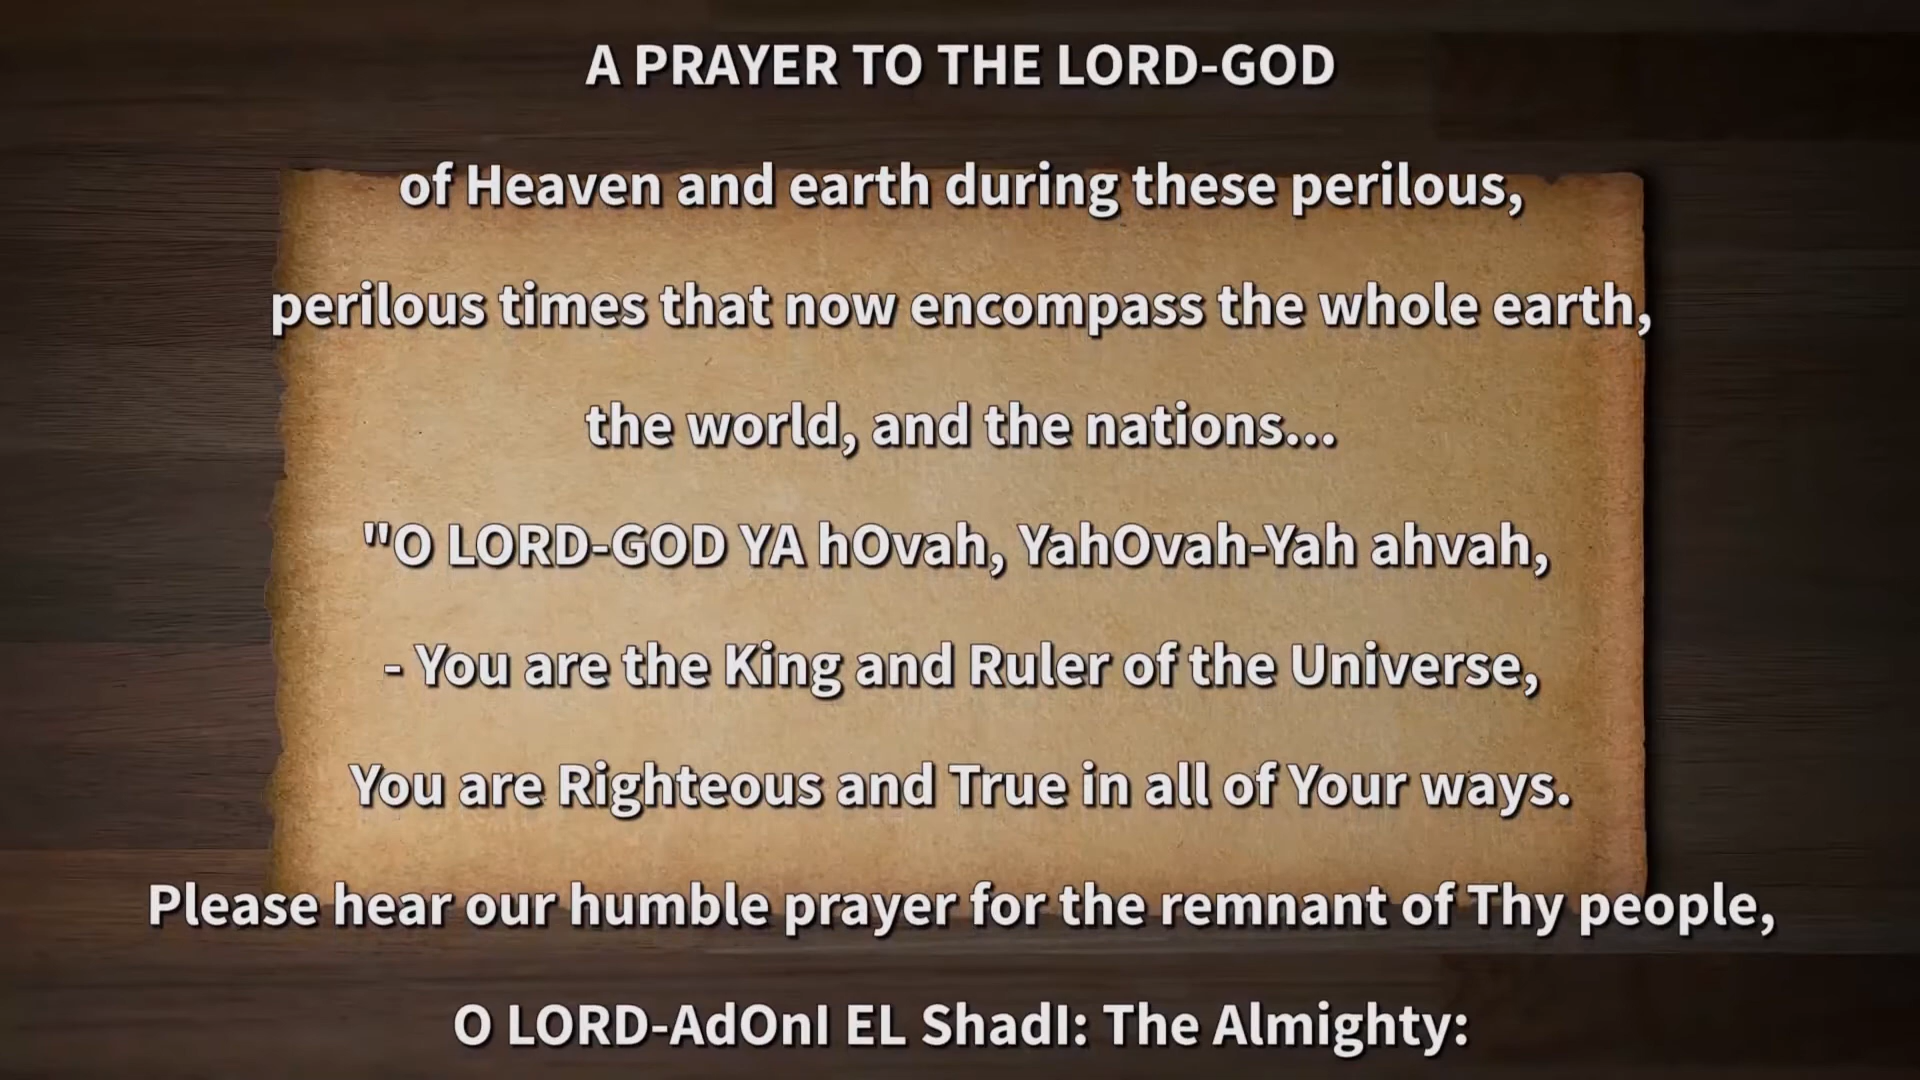 A PRAYER TO THE LORD-GOD
of Heaven and earth during these perilous,
perilous times that now encompass the whole earth,
the world, and the nations...
"O LORD-GOD YA hOvah, YahOvah-Yah ahvah,
- You are the King and Ruler of the Universe,
You are Righteous and True in all of Your ways.
Please hear our humble prayer for the remnant of Thy people,
O LORD-AdOnI EL ShadI: The Almighty: